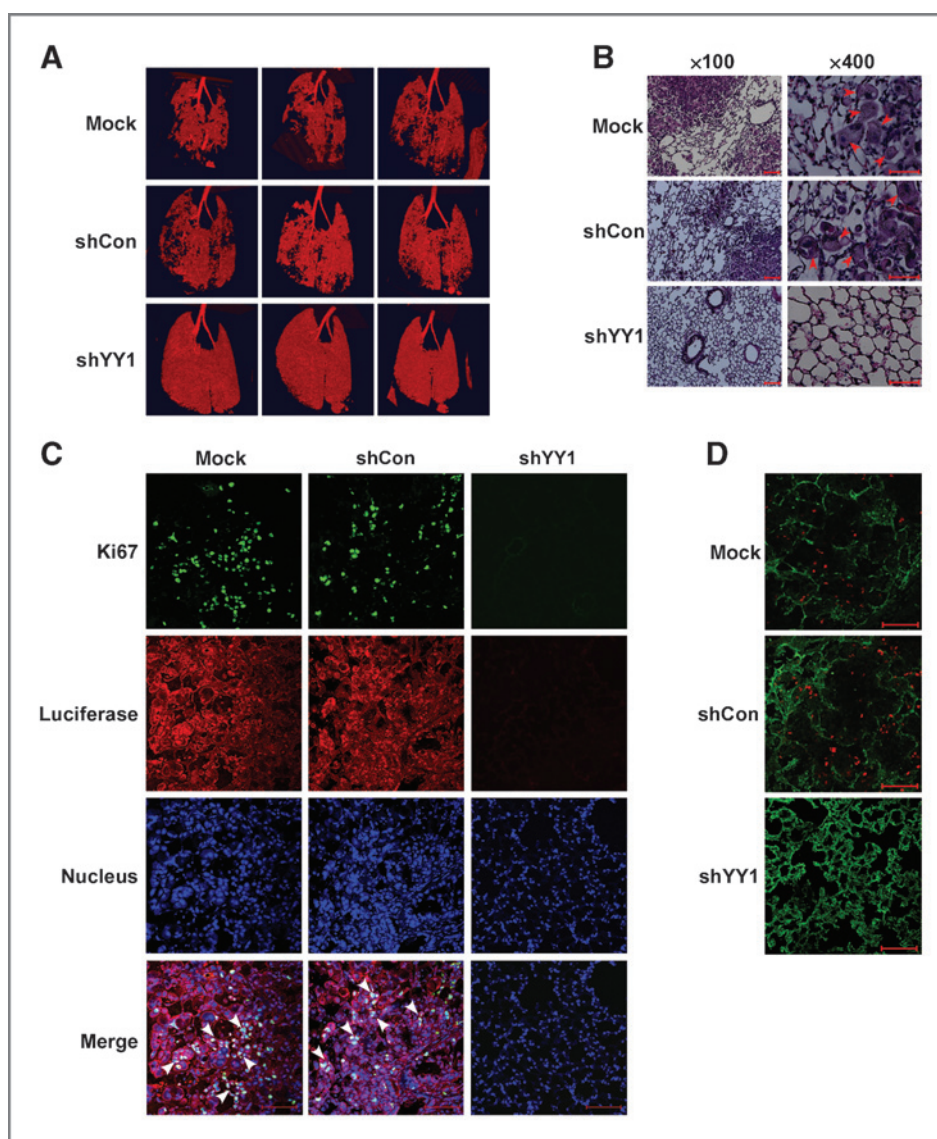 A
Mock
shCon
shYY1
B
×100
×400
Mock
shCon
shYY1
C
Mock
shCon
shYY1
Ki67
Luciferase
Nucleus
Merge
D
Mock
shCon
shYY1